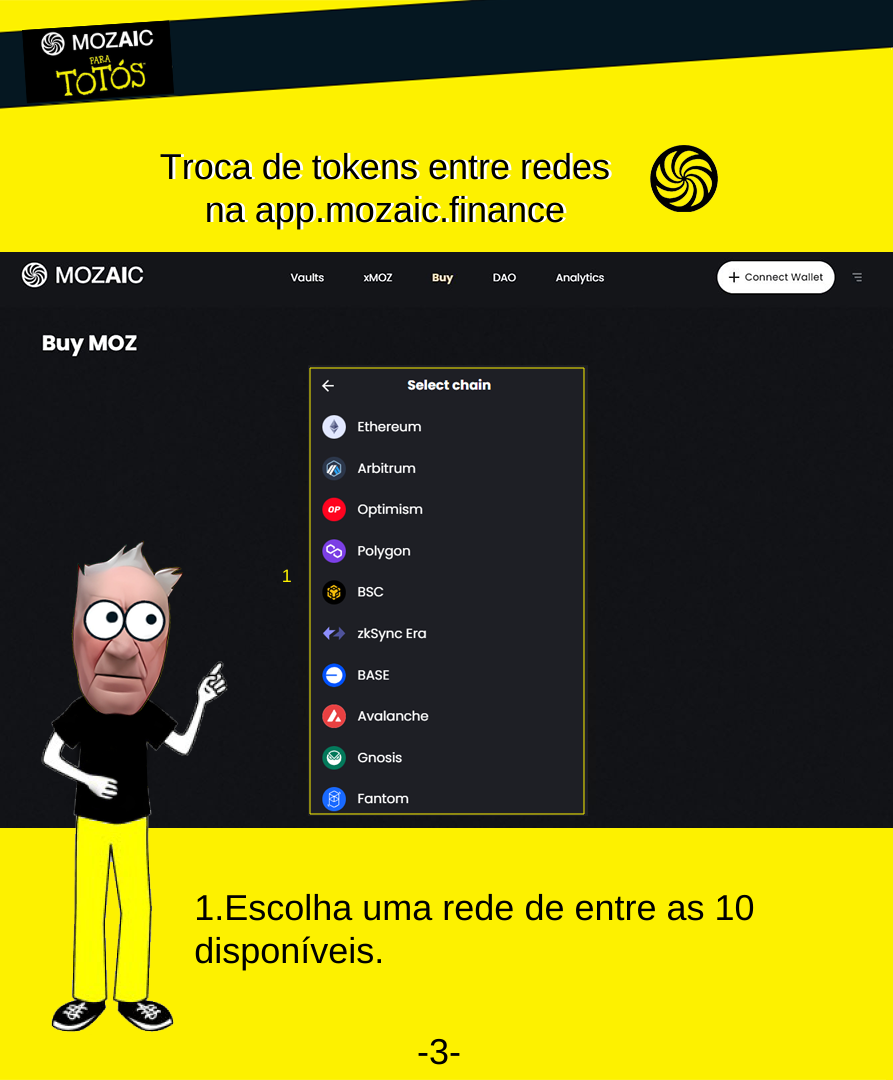 MOZAIC
PARA
TOTÓS
Troca de tokens entre redes
na app.mozaic.finance
MOZAIC
Vaults xMOZ Buy DAO Analytics + Connect Wallet
Buy MOZ
Select chain
Ethereum
Arbitrum
OP Optimism
Polygon
1
BSC
zkSync Era
BASE
Avalanche
Gnosis
Fantom
1.Escolha uma rede de entre as 10
disponíveis.
-3-